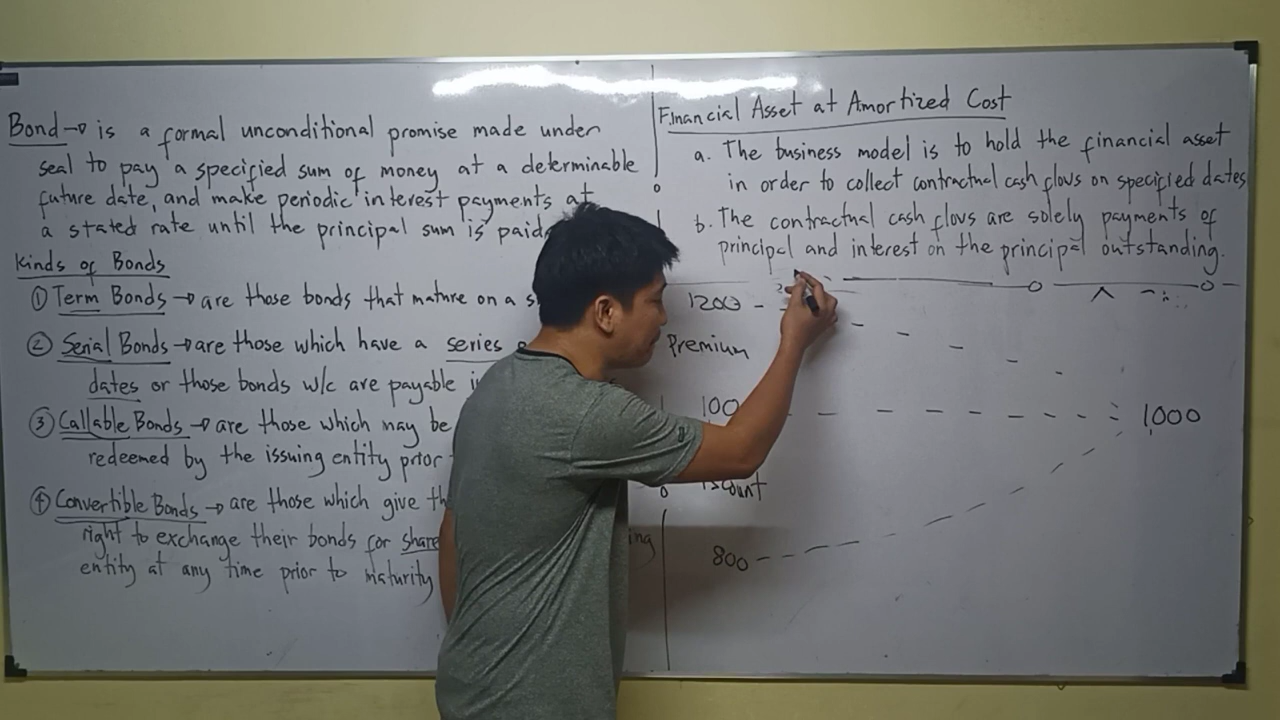 Bond → is a formal unconditional promise made under
seal to pay a specified sum of money at a determinable
future date, and make periodic interest payments at
a stated rate until the principal sum is paid
Kinds of Bonds
① Term Bonds → are those bonds that mature on a
② Serial Bonds → are those which have a series
dates or those bonds w/c are payable
③ Callable Bonds → are those which may be
redeemed by the issuing entity prior
④ Convertible Bonds → are those which give
right to exchange their bonds for share
entity at any time prior to maturity
Financial Asset at Amortized Cost
a. The business model is to hold the financial asset
in order to collect contractual cash flows on specified dates
b. The contractual cash flows are solely payments of
principal and interest on the principal outstanding.
1200
Premium
1000
800